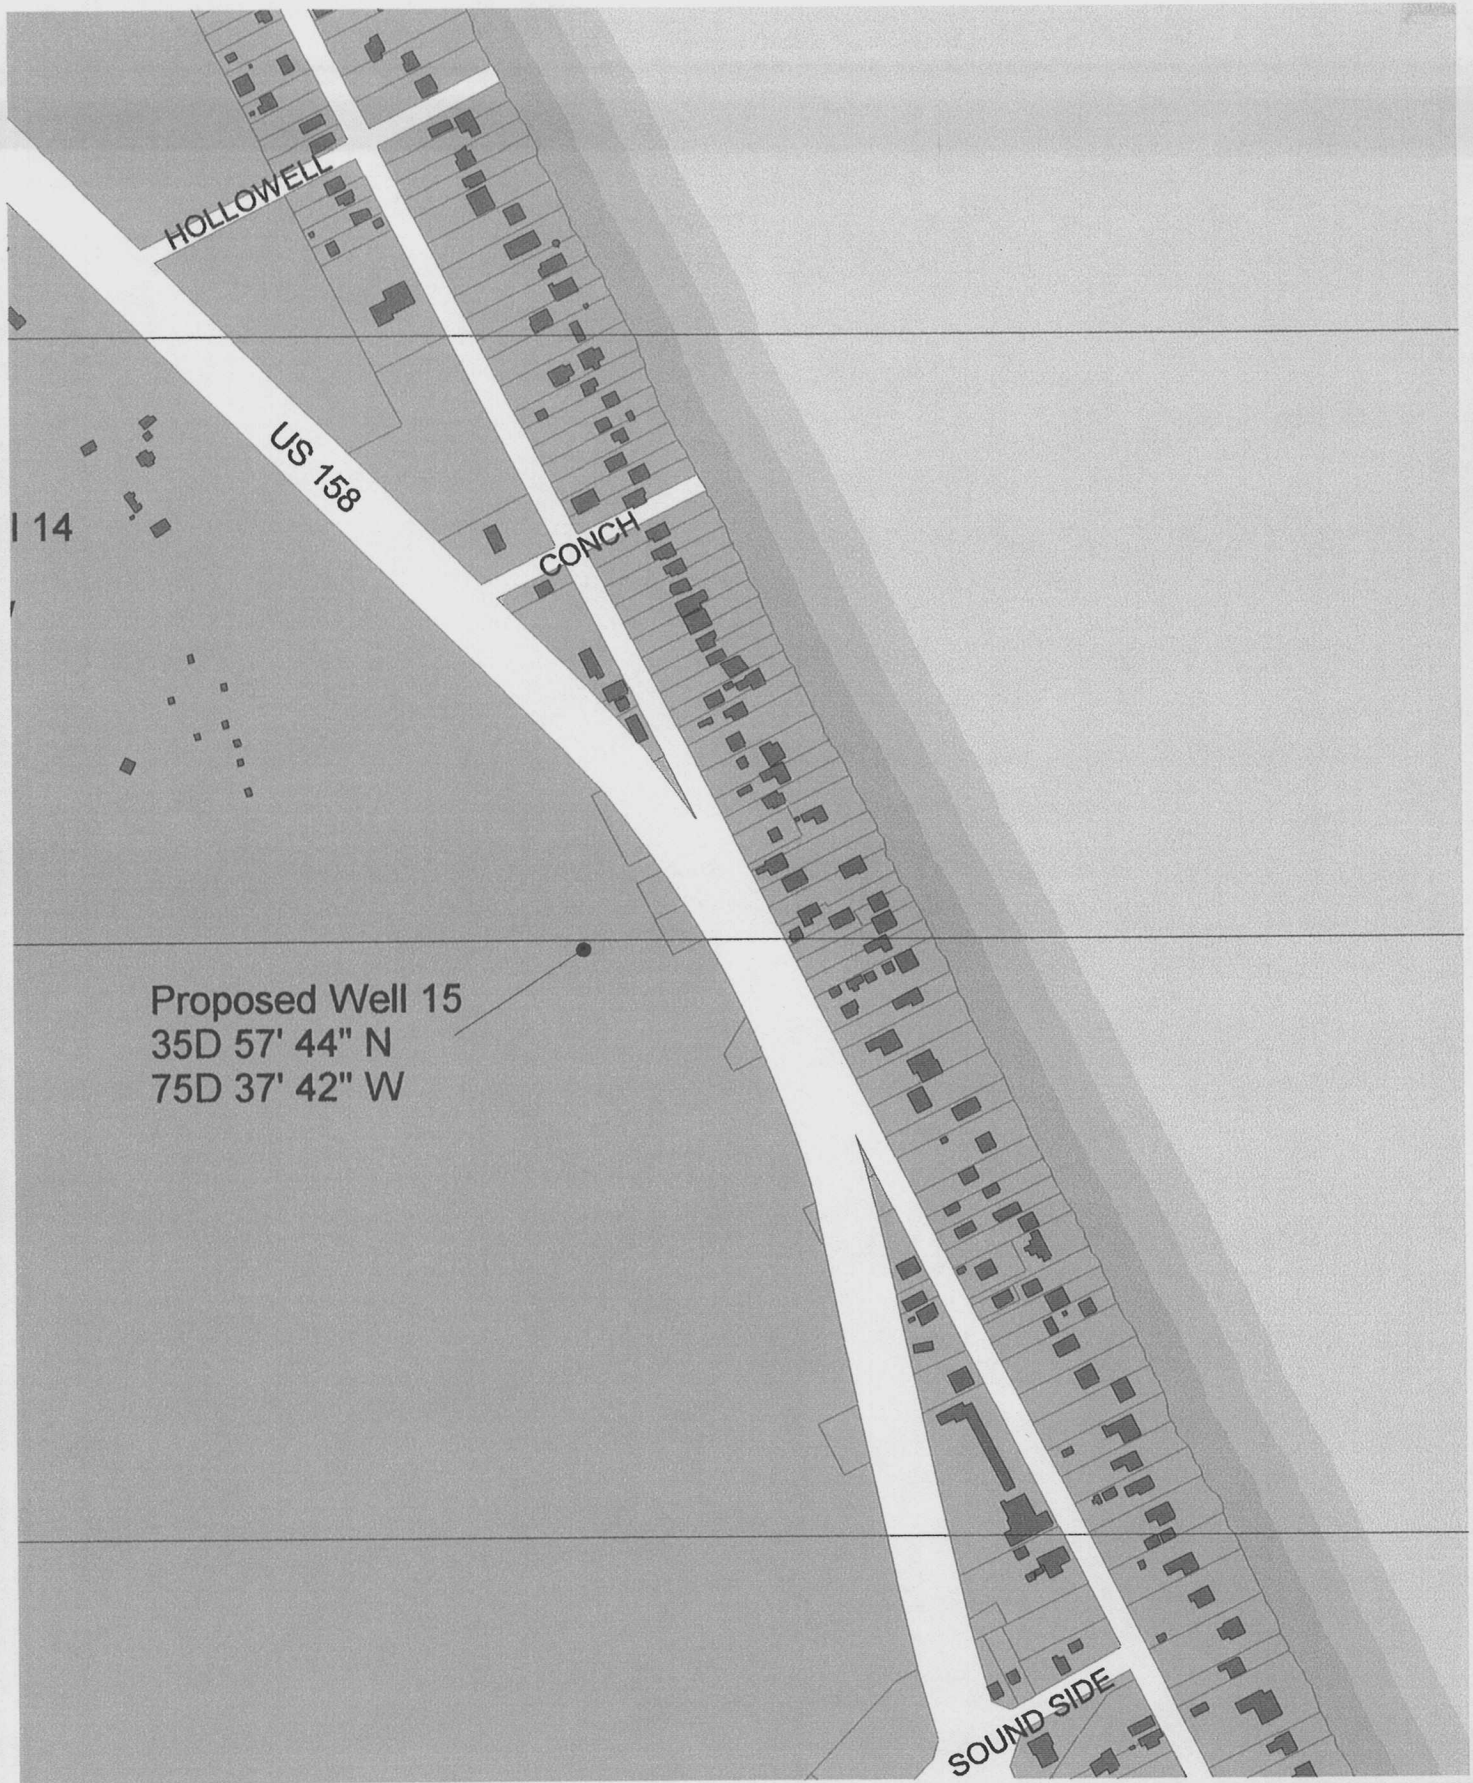 HOLLOWELL
US 158
14
CONCH
Proposed Well 15
35D 57' 44" N
75D 37' 42" W
SOUND SIDE